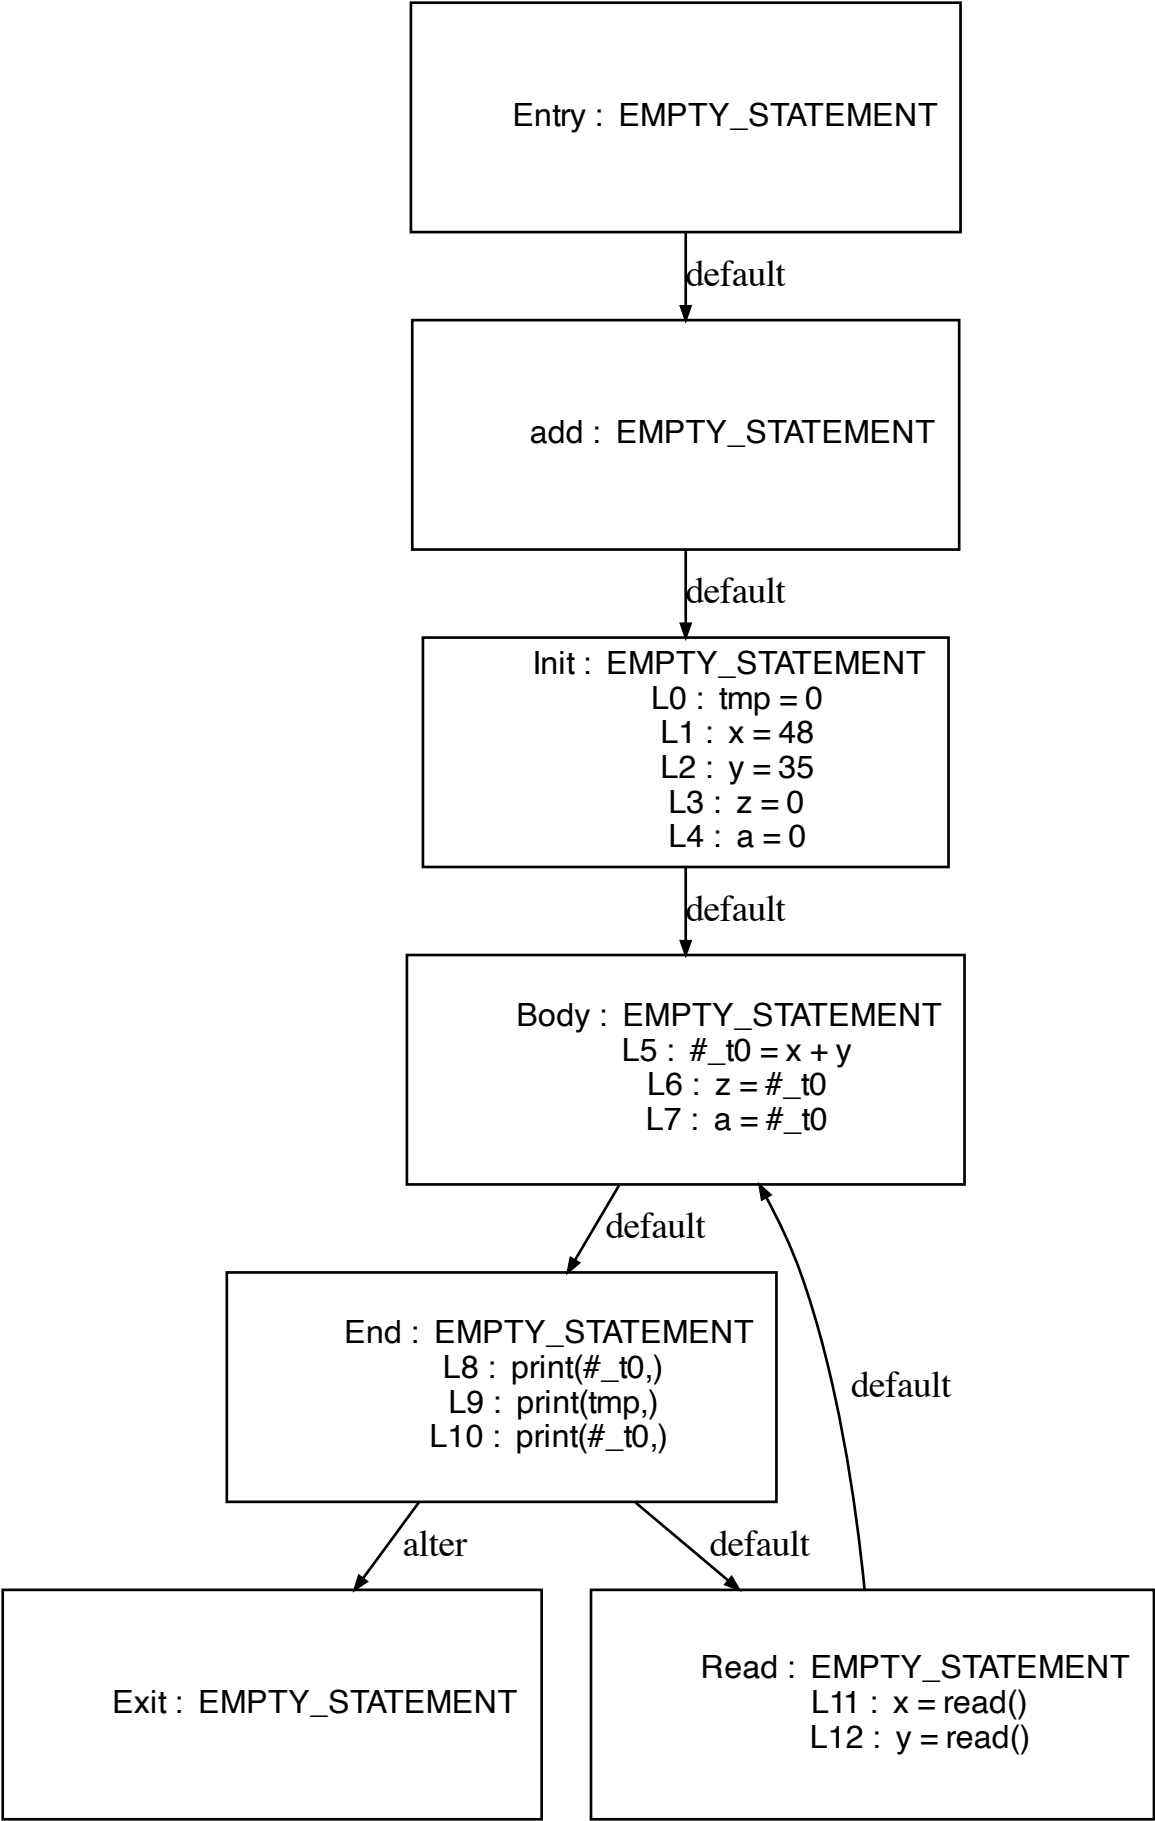 Entry : EMPTY_STATEMENT
default
add : EMPTY_STATEMENT
default
Init : EMPTY_STATEMENT
L0 : tmp = 0
L1 : x = 48
L2 : y = 35
L3 : z = 0
L4 : a = 0
default
Body : EMPTY_STATEMENT
L5 : #_t0 = x + y
L6 : z = #_t0
L7 : a = #_t0
default
End : EMPTY_STATEMENT
L8 : print(#_t0,)
L9 : print(tmp,)
L10 : print(#_t0,)
default
alter
default
Exit : EMPTY_STATEMENT
Read : EMPTY_STATEMENT
L11 : x = read()
L12 : y = read()